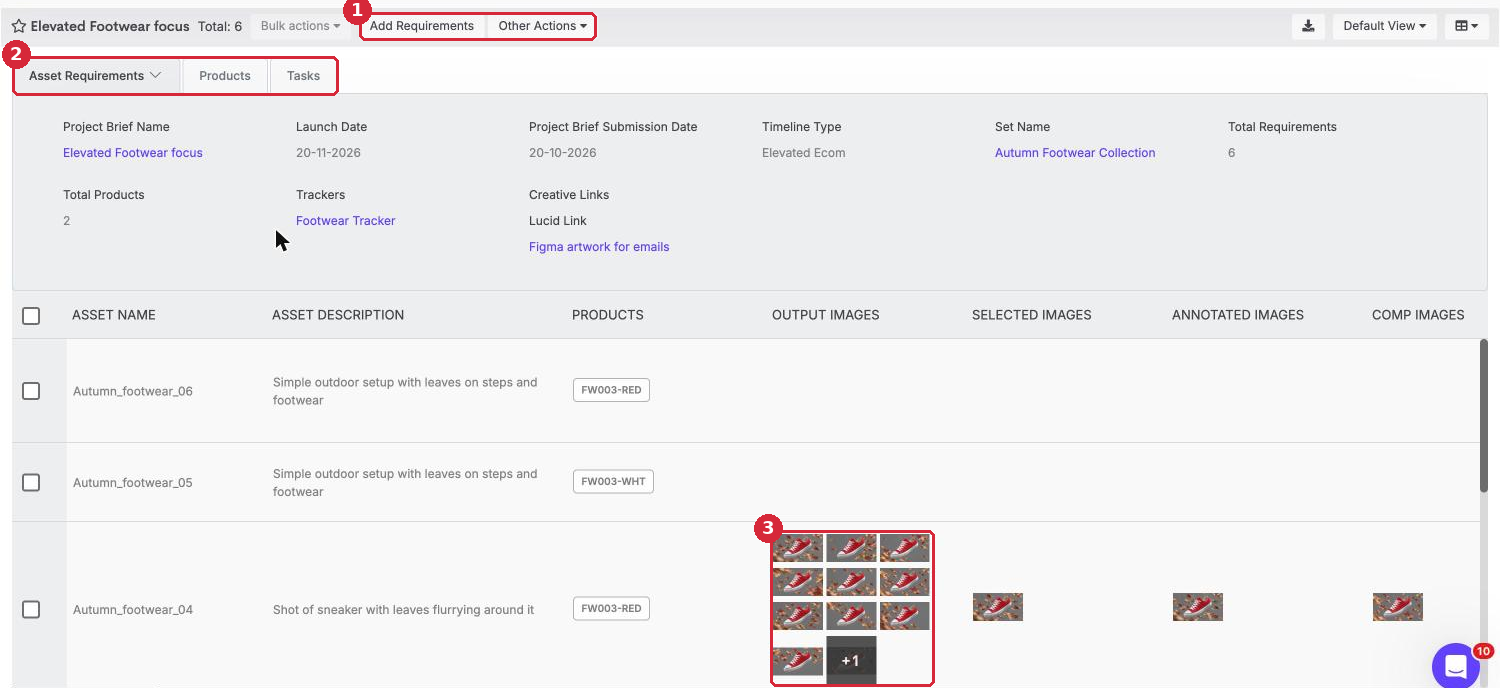 1
Elevated Footwear focus Total: 6 Bulk actions Add Requirements Other Actions Default View
2
Asset Requirements Products Tasks
Project Brief Name Launch Date Project Brief Submission Date Timeline Type Set Name Total Requirements
Elevated Footwear focus 20-11-2026 20-10-2026 Elevated Ecom Autumn Footwear Collection 6
Total Products Trackers Creative Links
2 Footwear Tracker Lucid Link
Figma artwork for emails
ASSET NAME ASSET DESCRIPTION PRODUCTS OUTPUT IMAGES SELECTED IMAGES ANNOTATED IMAGES COMP IMAGES
Autumn_footwear_06 Simple outdoor setup with leaves on steps and FW003-RED
footwear
Autumn_footwear_05 Simple outdoor setup with leaves on steps and FW003-WHT
footwear
3
Autumn_footwear_04 Shot of sneaker with leaves flurrying around it FW003-RED
+1
10